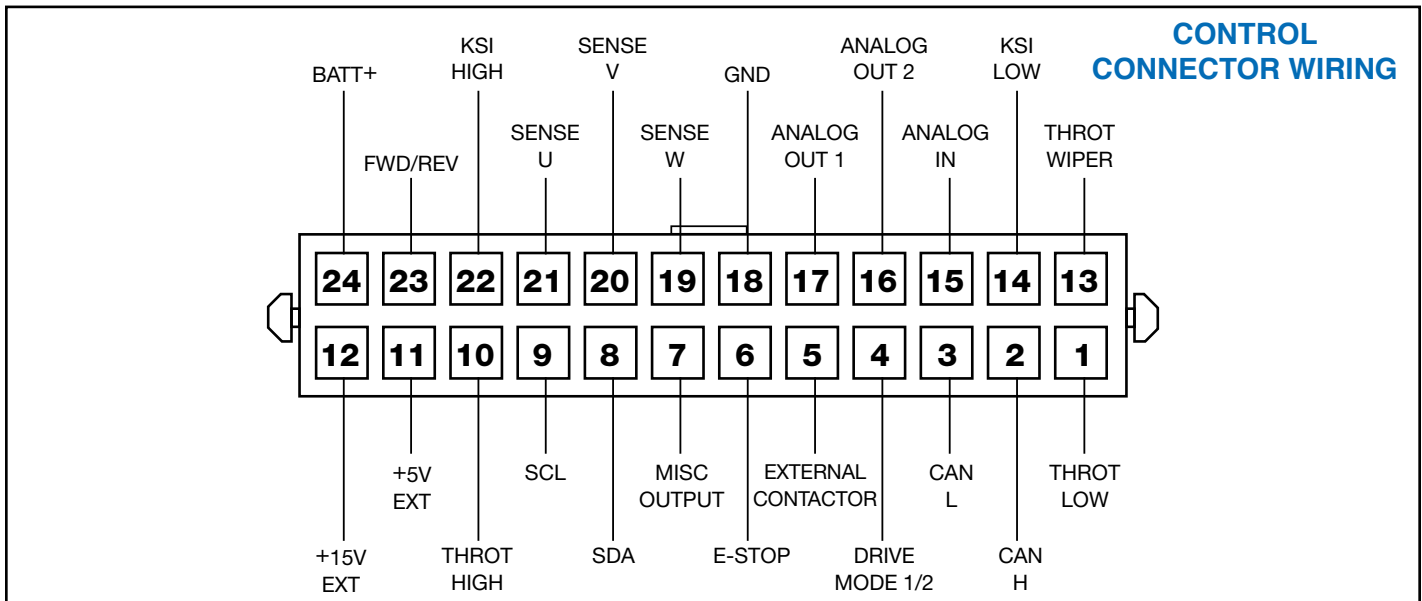 CONTROL
CONNECTOR WIRING
BATT+
KSI
HIGH
SENSE
V
GND
ANALOG
OUT 2
KSI
LOW
FWD/REV
SENSE
U
SENSE
W
ANALOG
OUT 1
ANALOG
IN
THROT
WIPER
24 23 22 21 20 19 18 17 16 15 14 13
12 11 10 9 8 7 6 5 4 3 2 1
+5V
EXT
SCL
MISC
OUTPUT
EXTERNAL
CONTACTOR
CAN
L
THROT
LOW
+15V
EXT
THROT
HIGH
SDA
E-STOP
DRIVE
MODE 1/2
CAN
H